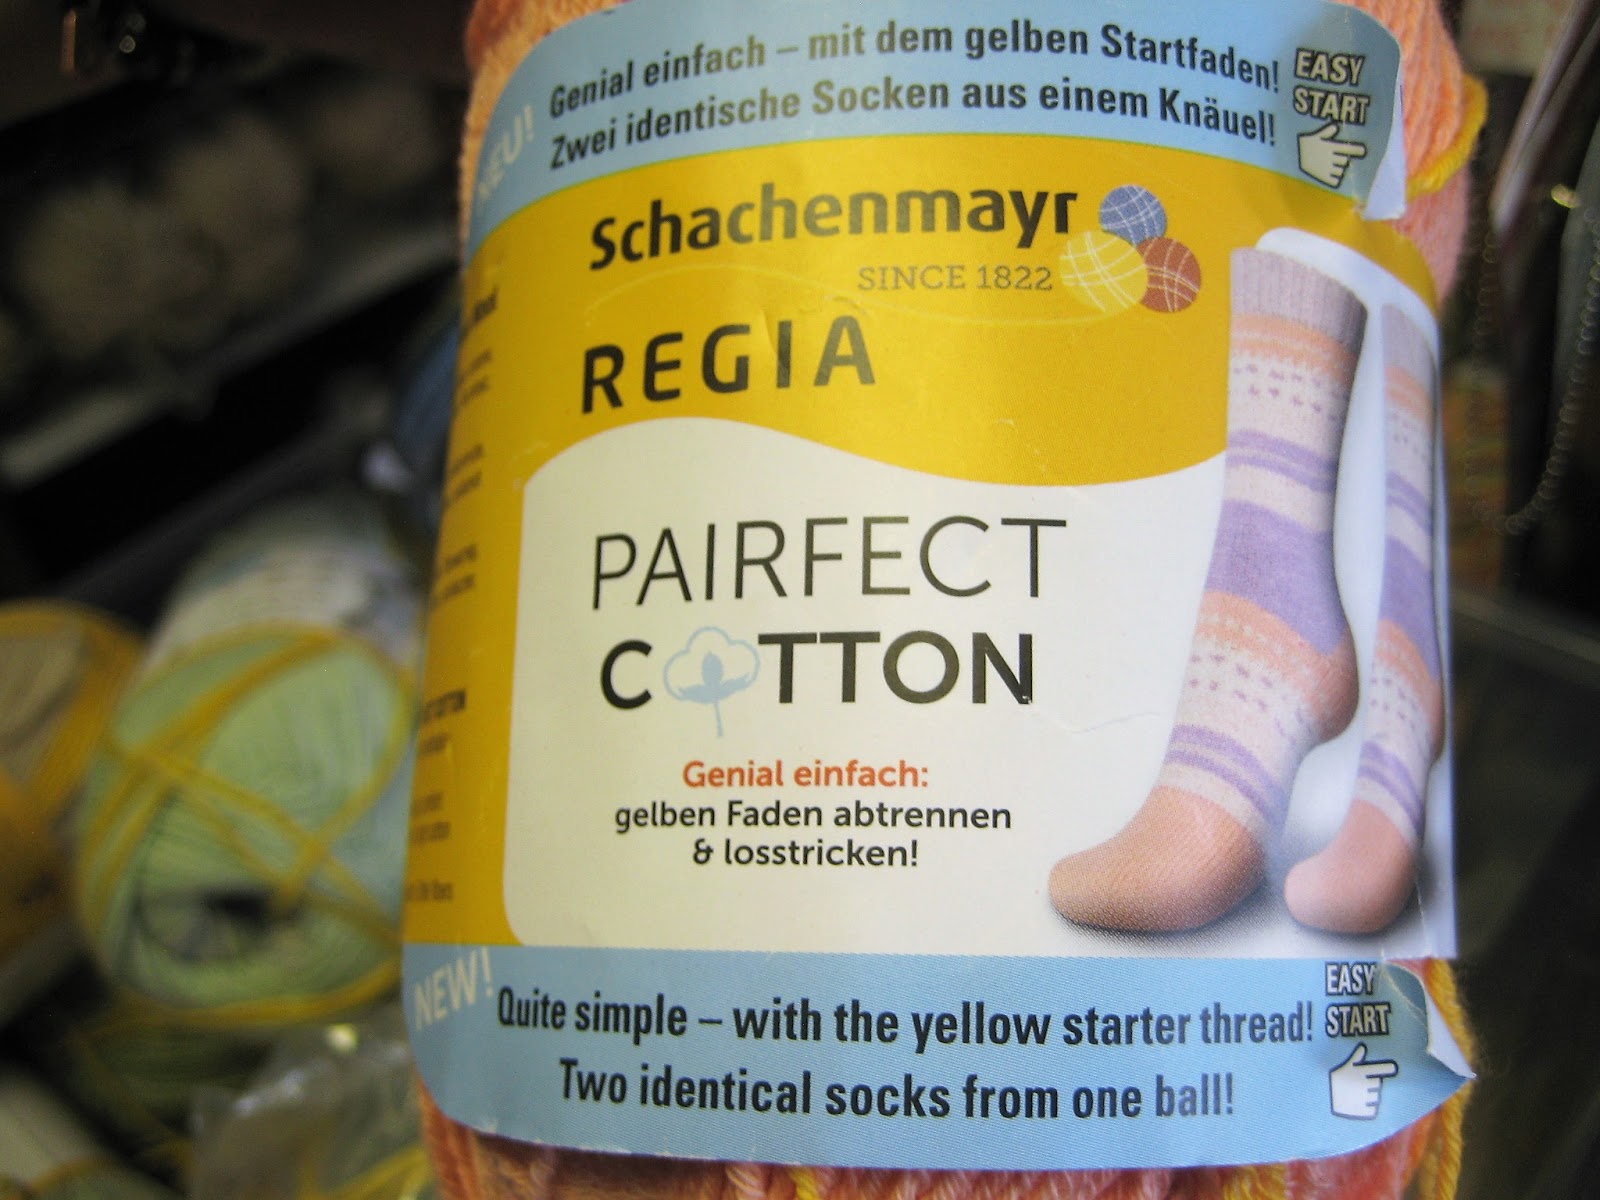 NEU!
Genial einfach – mit dem gelben Startfaden!
Zwei identische Socken aus einem Knäuel!
EASY
START
Schachenmayr
SINCE 1822
REGIA
PAIRFECT
COTTON
Genial einfach:
gelben Faden abtrennen
& losstricken!
NEW!
Quite simple – with the yellow starter thread!
Two identical socks from one ball!
EASY
START